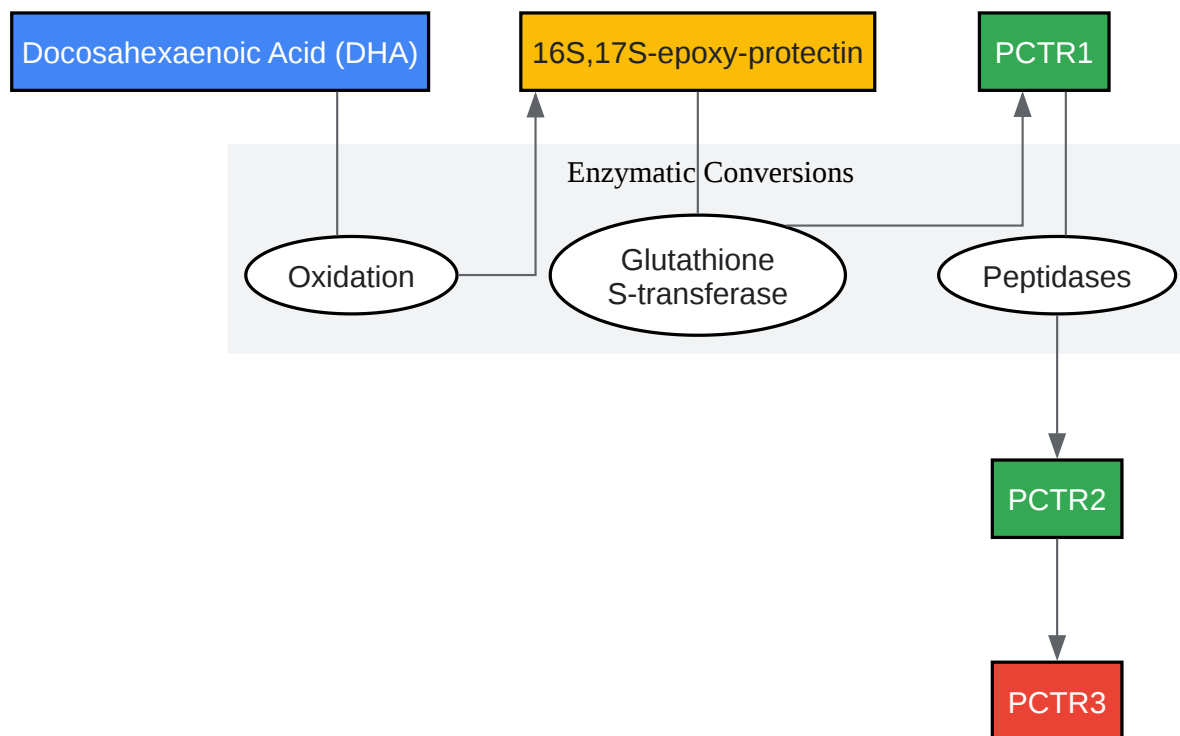 Docosahexaenoic Acid (DHA)
16S,17S-epoxy-protectin
PCTR1
Enzymatic Conversions
Oxidation
Glutathione
S-transferase
Peptidases
PCTR2
PCTR3